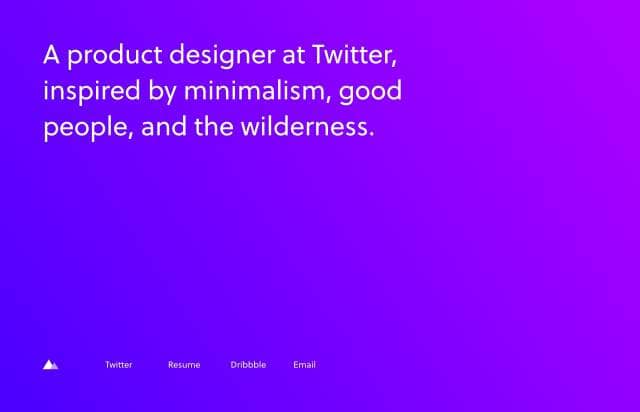 A product designer at Twitter,
inspired by minimalism, good
people, and the wilderness.
Twitter Resume Dribbble Email